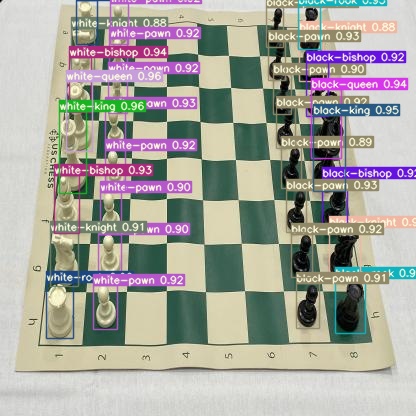 white-knight 0.88
white-pawn 0.92
black-knight 0.88
black-pawn 0.93
white-bishop 0.94
black-bishop 0.92
white-pawn 0.92
black-pawn 0.90
white-queen 0.96
black-queen 0.94
white-king 0.96
pawn 0.93
black-pawn 0.92
black-king 0.95
USCHESS
white-pawn 0.92
0.89
white-bishop 0.93
black-bishop 0.92
white-pawn 0.90
black-pawn 0.93
white-knight 0.91
wn 0.90
black-pawn 0.92
white-pawn 0.92
black-pawn 0.91
a
f
g
g
h
h
1
2
3
4
5
6
7
8